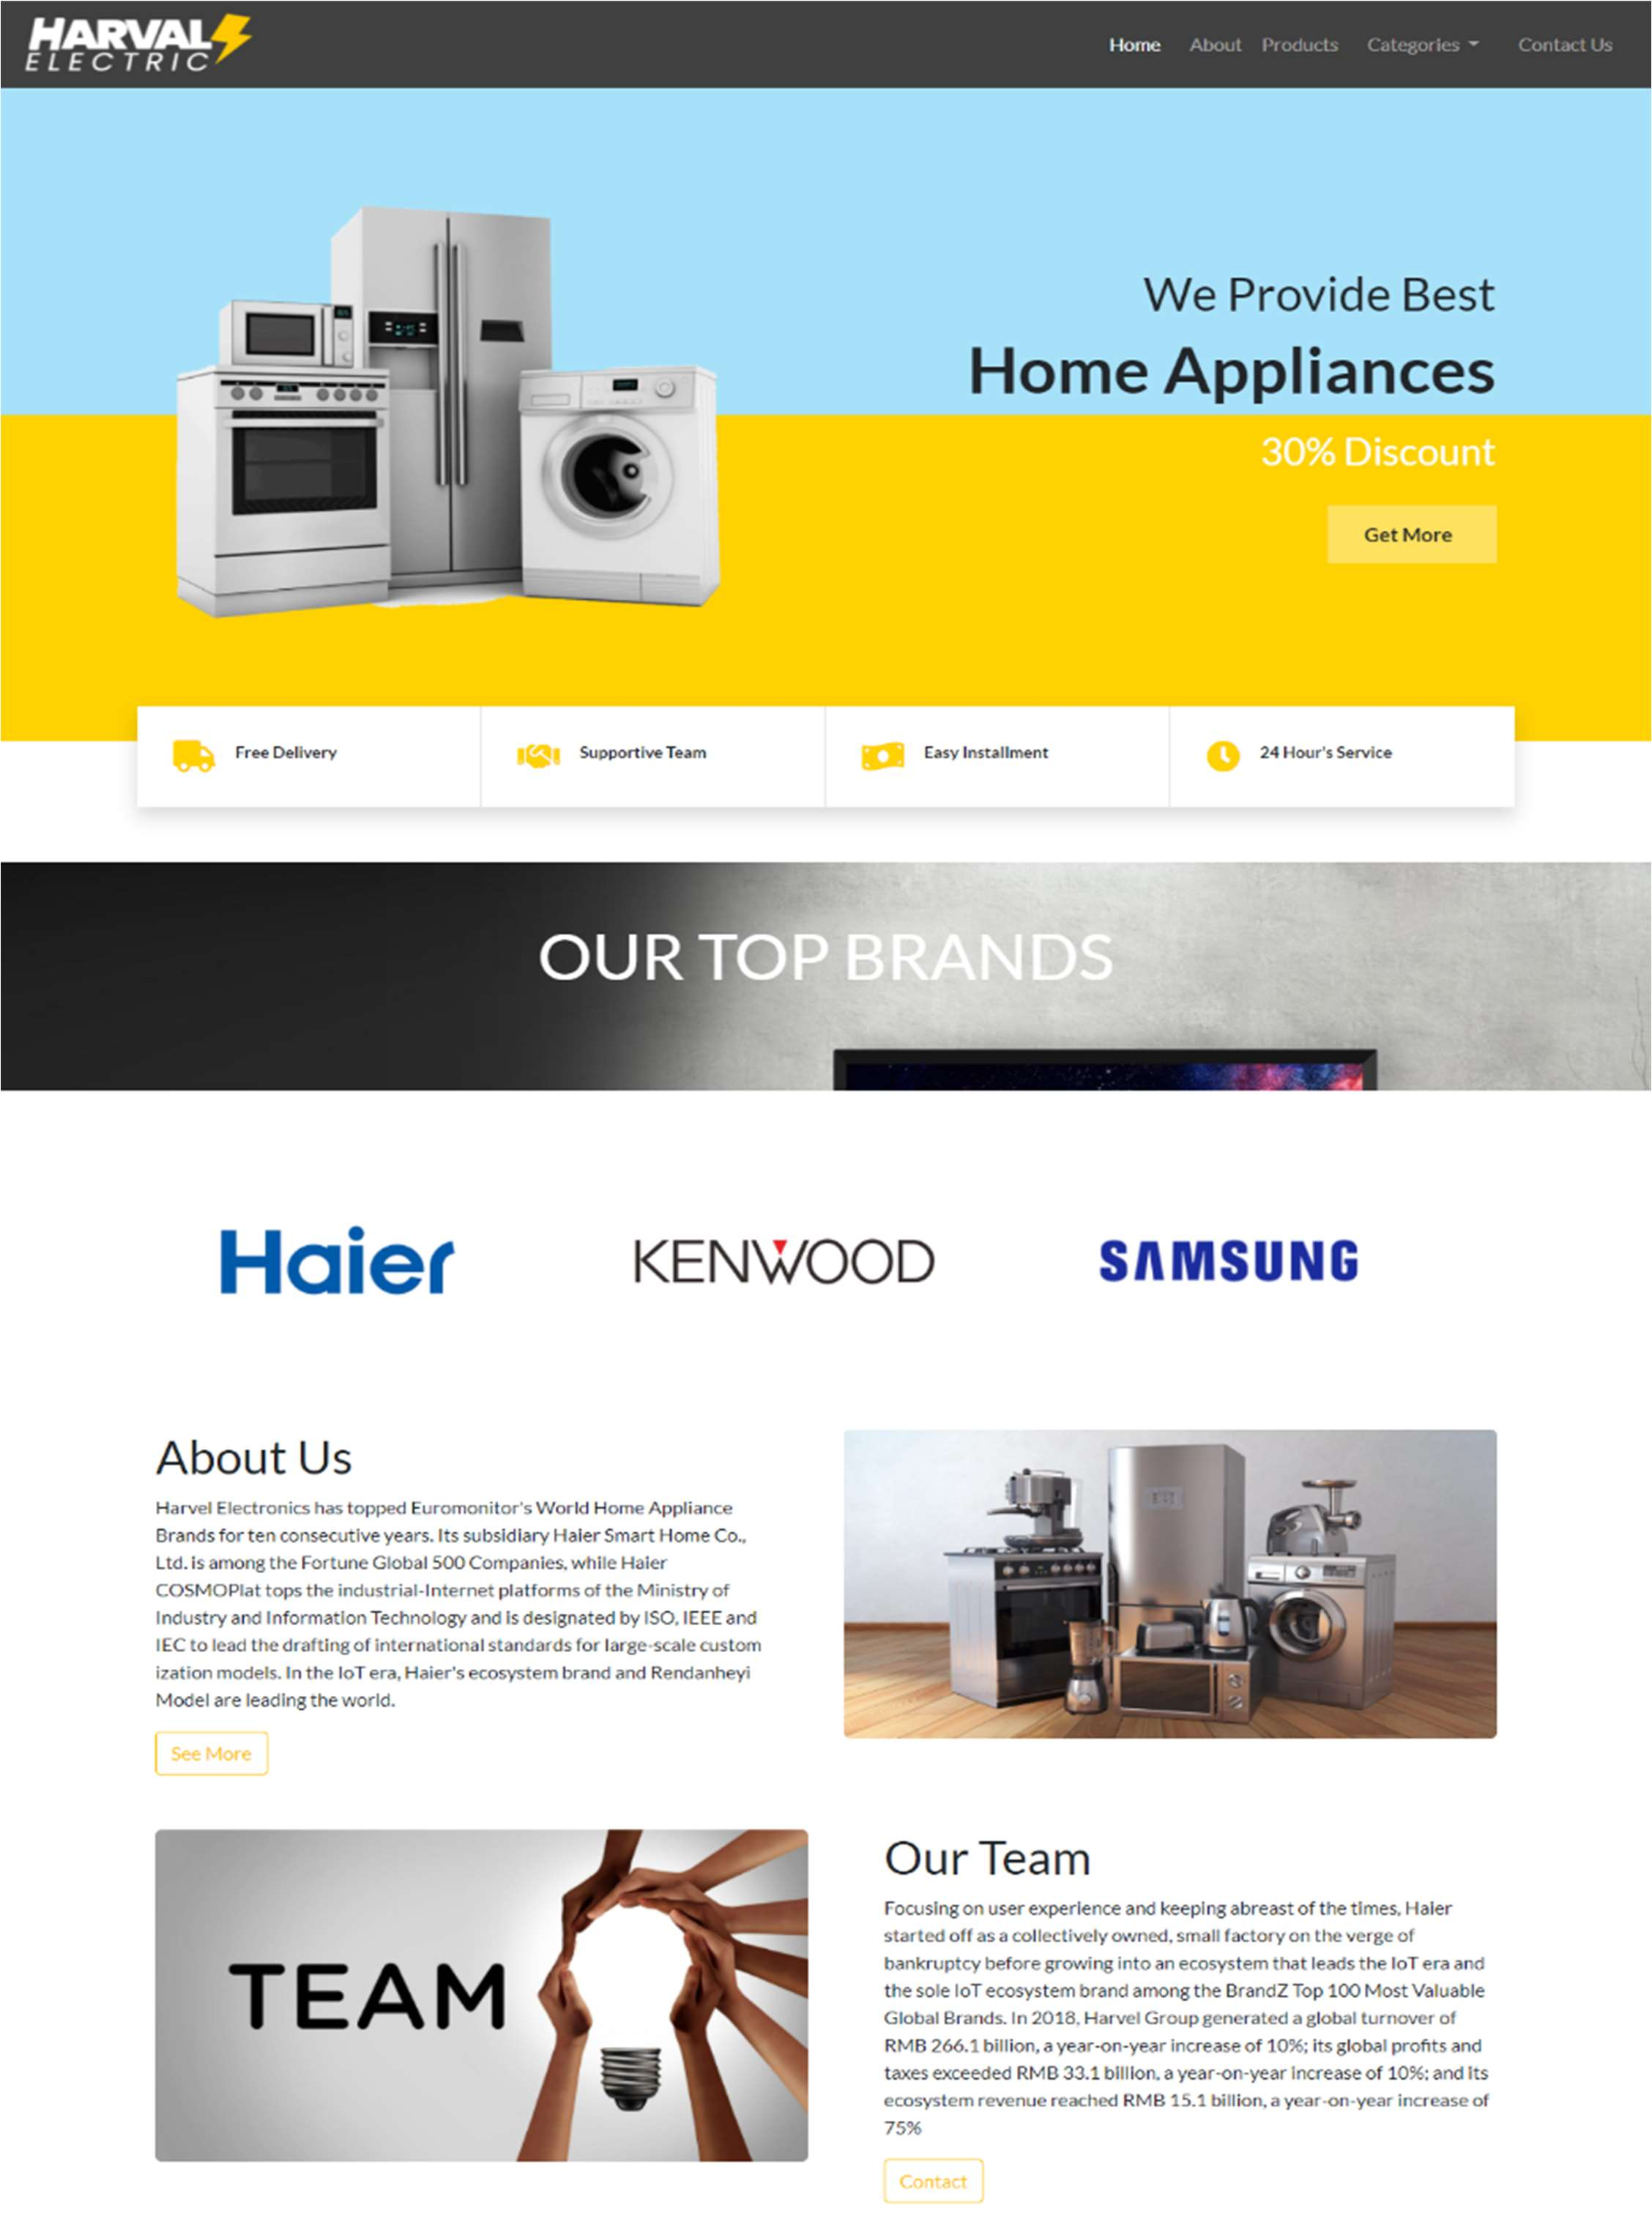 HARVAL
ELECTRIC
Home About Products Categories Contact Us
We Provide Best
Home Appliances
30% Discount
Get More
Free Delivery
Supportive Team
Easy Installment
24 Hour's Service
OUR TOP BRANDS
Haier
KENWOOD
SAMSUNG
About Us
Harvel Electronics has topped Euromonitor's World Home Appliance
Brands for ten consecutive years. Its subsidiary Haier Smart Home Co.,
Ltd. is among the Fortune Global 500 Companies, while Haier
COSMOPlat tops the industrial-Internet platforms of the Ministry of
Industry and Information Technology and is designated by ISO, IEEE and
IEC to lead the drafting of international standards for large-scale custom
ization models. In the IoT era, Haier's ecosystem brand and Rendanheyi
Model are leading the world.
See More
TEAM
Our Team
Focusing on user experience and keeping abreast of the times, Haier
started off as a collectively owned, small factory on the verge of
bankruptcy before growing into an ecosystem that leads the IoT era and
the sole IoT ecosystem brand among the BrandZ Top 100 Most Valuable
Global Brands. In 2018, Harvel Group generated a global turnover of
RMB 266.1 billion, a year-on-year increase of 10%; its global profits and
taxes exceeded RMB 33.1 billion, a year-on-year increase of 10%; and its
ecosystem revenue reached RMB 15.1 billion, a year-on-year increase of
75%
Contact